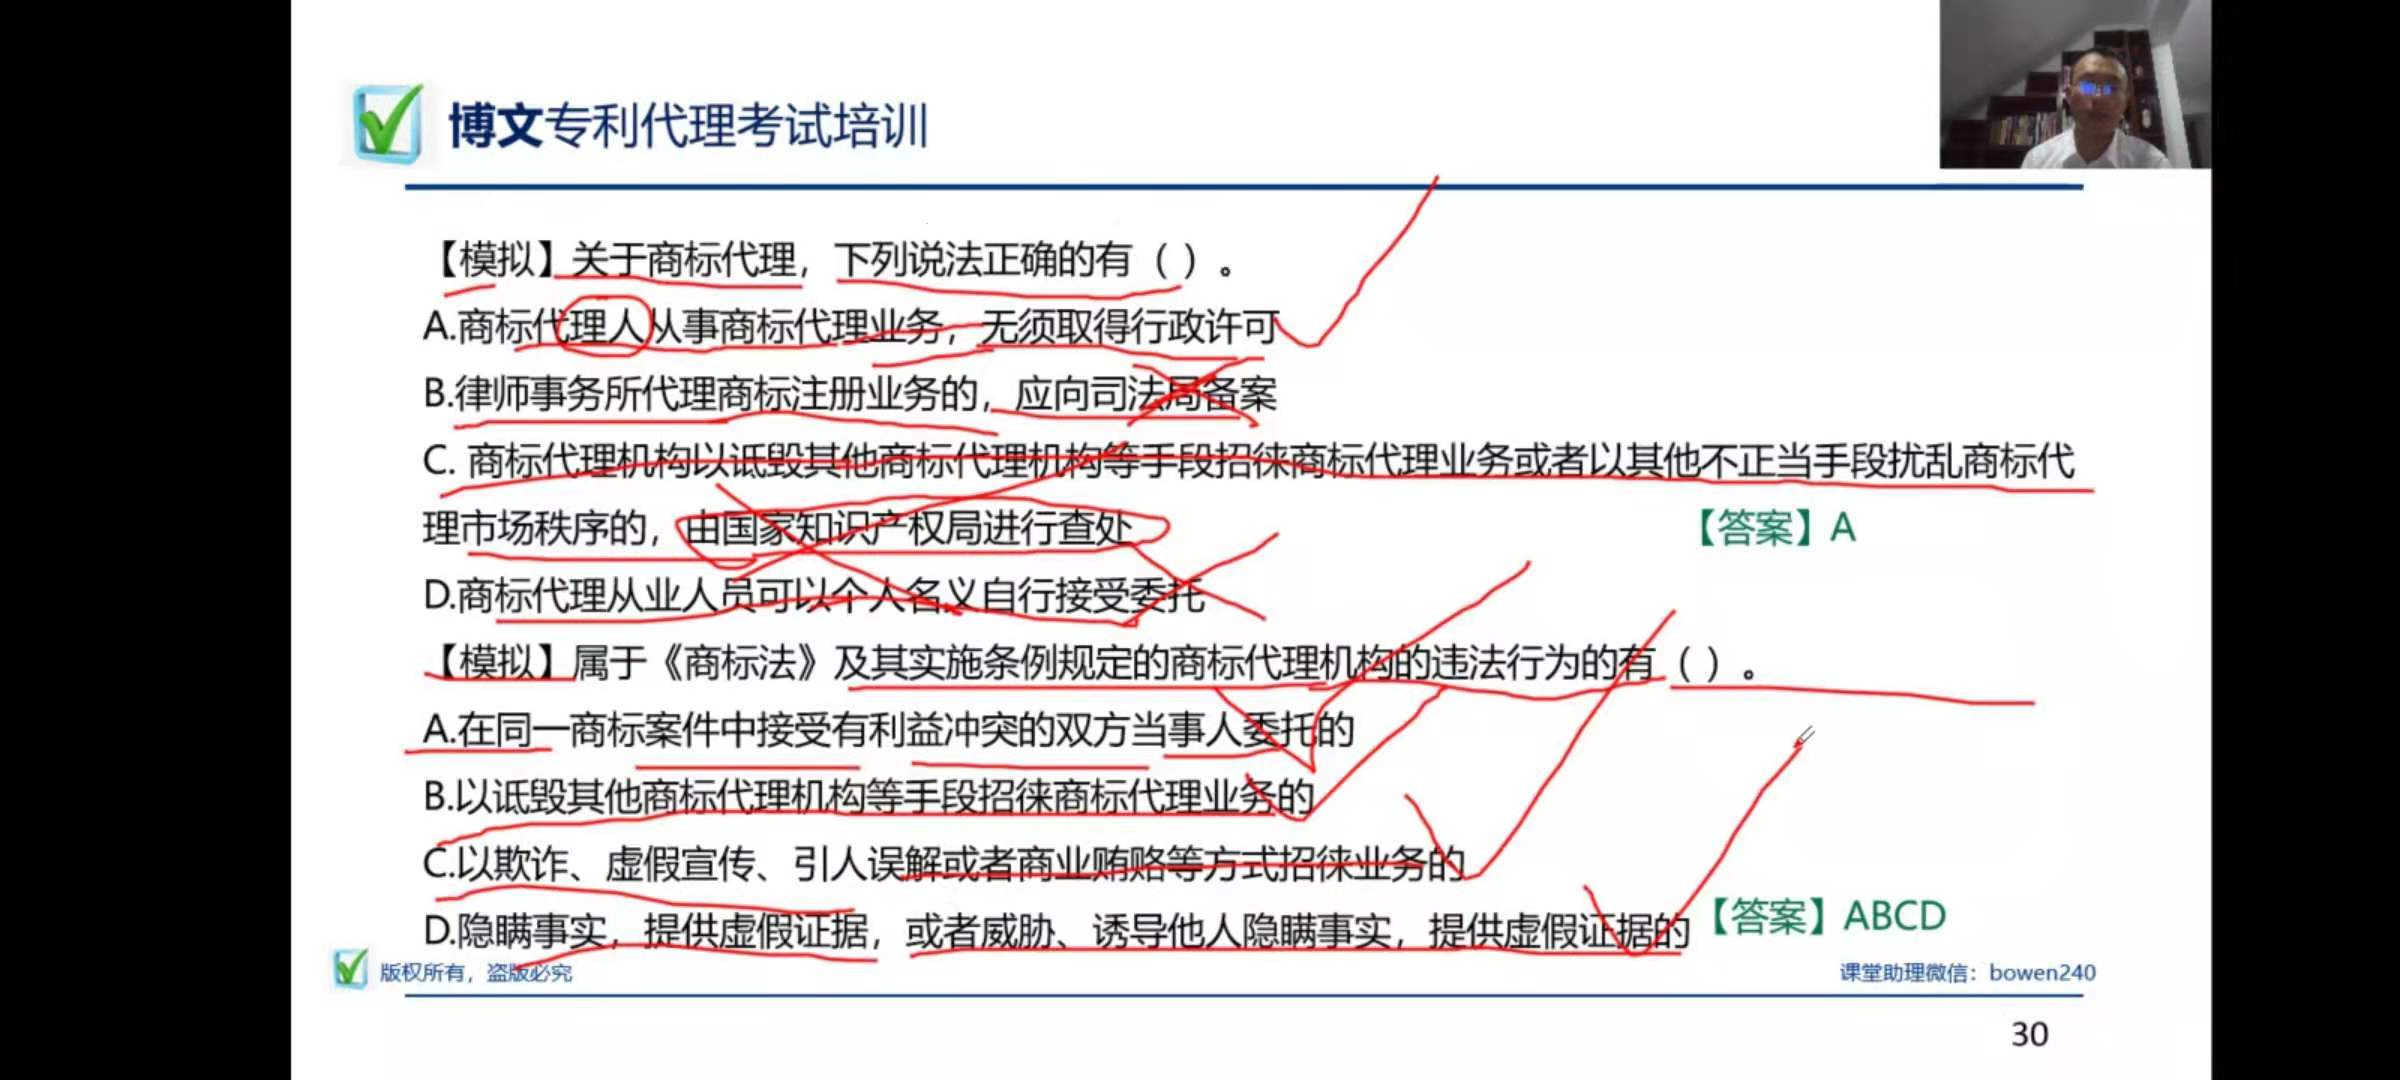 博文专利代理考试培训
【模拟】关于商标代理，下列说法正确的有（ ）。
A.商标代理人从事商标代理业务，无须取得行政许可
B.律师事务所代理商标注册业务的，应向司法局备案
C. 商标代理机构以诋毁其他商标代理机构等手段招徕商标代理业务或者以其他不正当手段扰乱商标代
理市场秩序的，由国家知识产权局进行查处
【答案】A
D.商标代理从业人员可以个人名义自行接受委托
【模拟】属于《商标法》及其实施条例规定的商标代理机构的违法行为的有（ ）。
A.在同一商标案件中接受有利益冲突的双方当事人委托的
B.以诋毁其他商标代理机构等手段招徕商标代理业务的
C.以欺诈、虚假宣传、引人误解或者商业贿赂等方式招徕业务的
D.隐瞒事实，提供虚假证据，或者威胁、诱导他人隐瞒事实，提供虚假证据的
【答案】ABCD
版权所有，盗版必究
课堂助理微信：bowen240
30